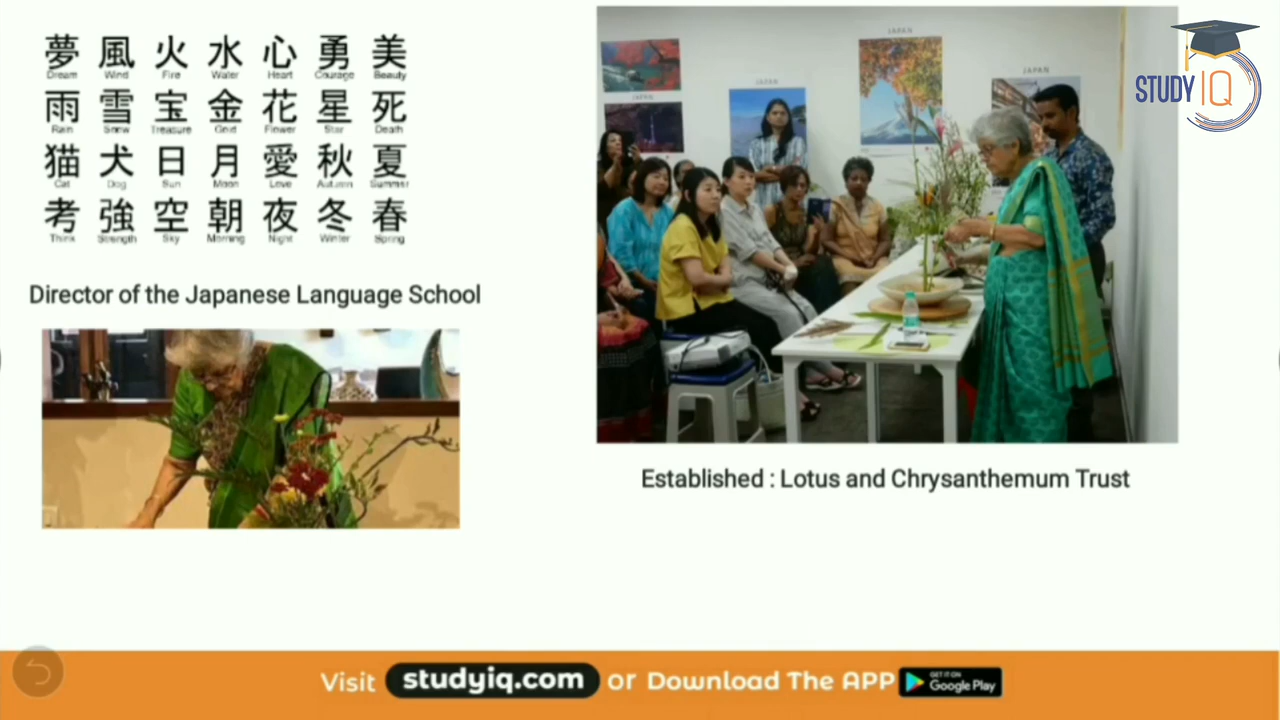 夢 風 火 水 心 勇 美
Dream Wind Fire Water Heart Courage Beauty
雨 雪 宝 金 花 星 死
Rain Snow Treasure Gold Flower Star Death
猫 犬 日 月 愛 秋 夏
Cat Dog Sun Moon Love Autumn Summer
考 強 空 朝 夜 冬 春
Think Strength Sky Morning Night Winter Spring
Director of the Japanese Language School
JAPAN
JAPAN
JAPAN
JAPAN
STUDY IQ
Established : Lotus and Chrysanthemum Trust
Visit studyiq.com or Download The APP GET IT ON Google Play